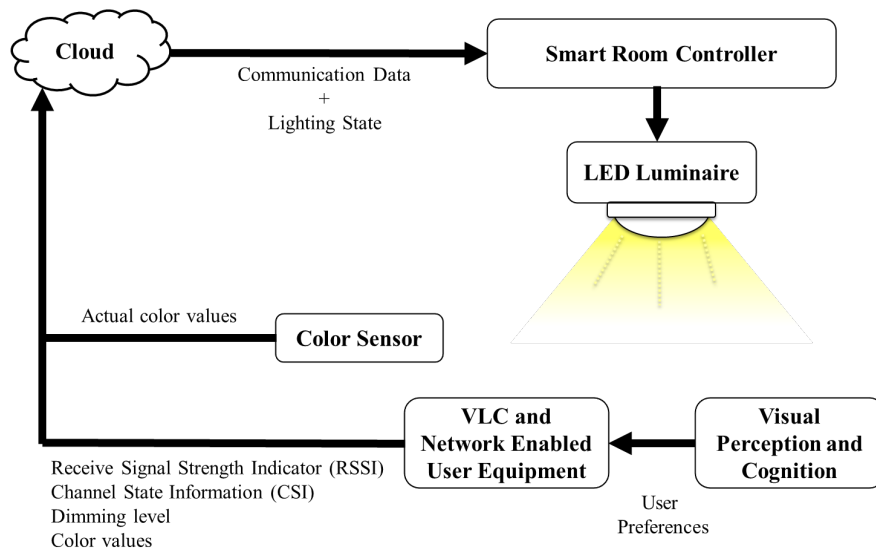 Cloud
Communication Data
+
Lighting State
Smart Room Controller
LED Luminaire
Actual color values
Color Sensor
VLC and
Network Enabled
User Equipment
Visual
Perception and
Cognition
Receive Signal Strength Indicator (RSSI)
Channel State Information (CSI)
Dimming level
Color values
User
Preferences